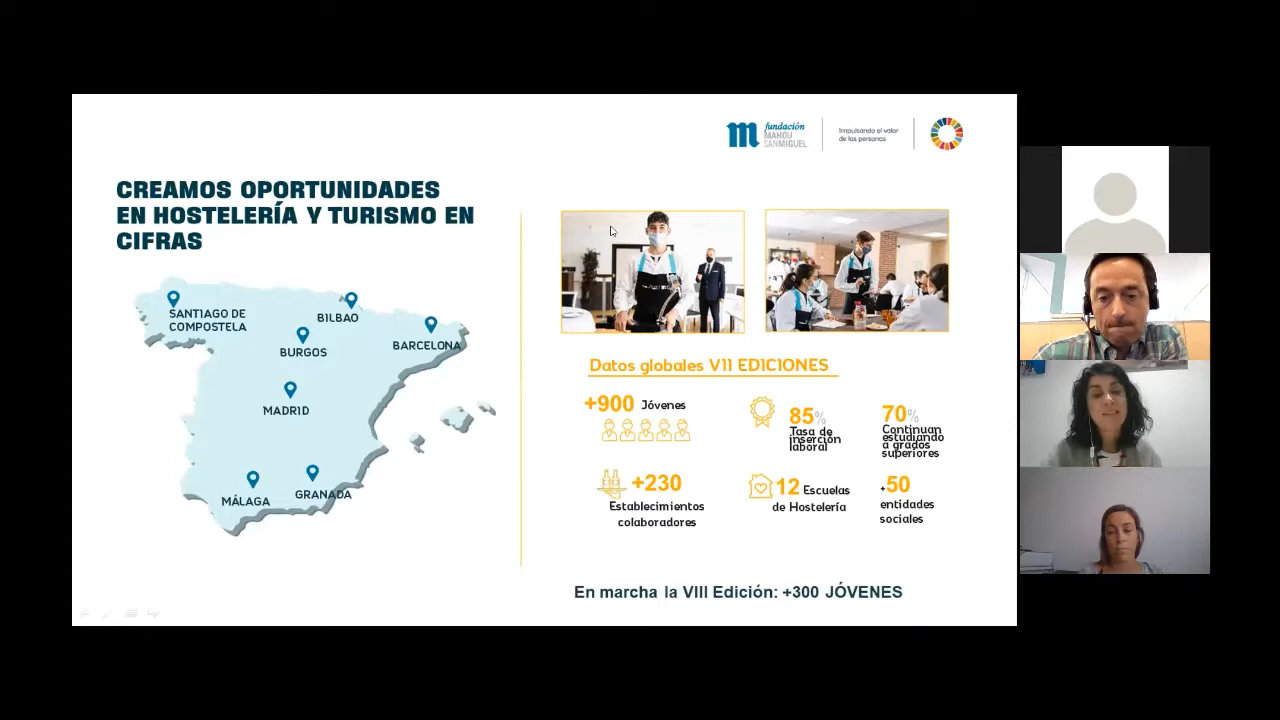 fundación
MAHOU
SANMIGUEL
Impulsando el valor
de las personas
CREAMOS OPORTUNIDADES
EN HOSTELERÍA Y TURISMO EN
CIFRAS
SANTIAGO DE
COMPOSTELA
BILBAO
BURGOS
BARCELONA
MADRID
MÁLAGA
GRANADA
Datos globales VII EDICIONES
+900 Jóvenes
85%
Tasa de
inserción
laboral
70%
Continuan
estudiando
a grados
superiores
+230
Establecimientos
colaboradores
12 Escuelas
de Hostelería
+50
entidades
sociales
En marcha la VIII Edición: +300 JÓVENES